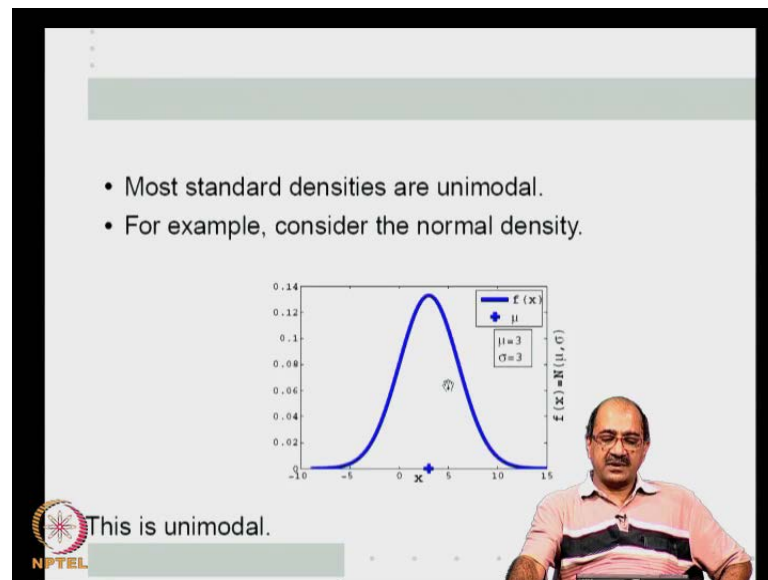 • Most standard densities are unimodal.
• For example, consider the normal density.
0.14
0.12
0.1
0.08
0.06
0.04
0.02
0
-10 -5 0 5 10 15
x
f(x)
μ
μ=3
σ=3
f(x)=N(μ,σ)
This is unimodal.
NPTEL